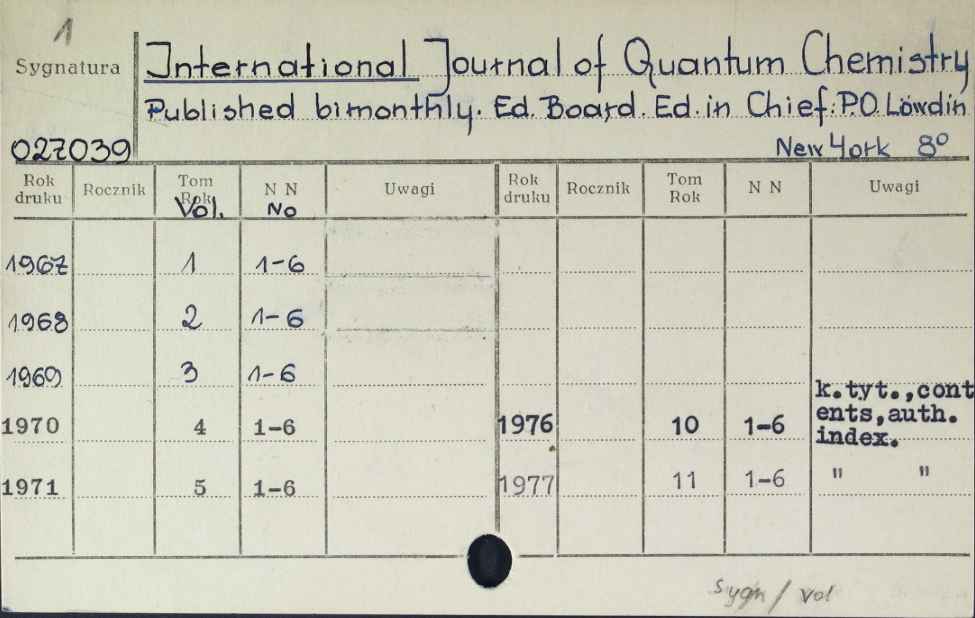 1
Sygnatura
International Journal of Quantum Chemistry
Published bimonthly. Ed. Board. Ed. in Chief: P.O. Löwdin
027039
New York 8°
Rok druku Rocznik Tom Rok Vol. N N No Uwagi Rok druku Rocznik Tom Rok N N Uwagi
1967 1 1-6
1968 2 1-6
1969 3 1-6
1970 4 1-6 1976 10 1-6 k.tyt.,cont
ents,auth.
index.
1971 5 1-6 1977 11 1-6 " "
sygn / vol